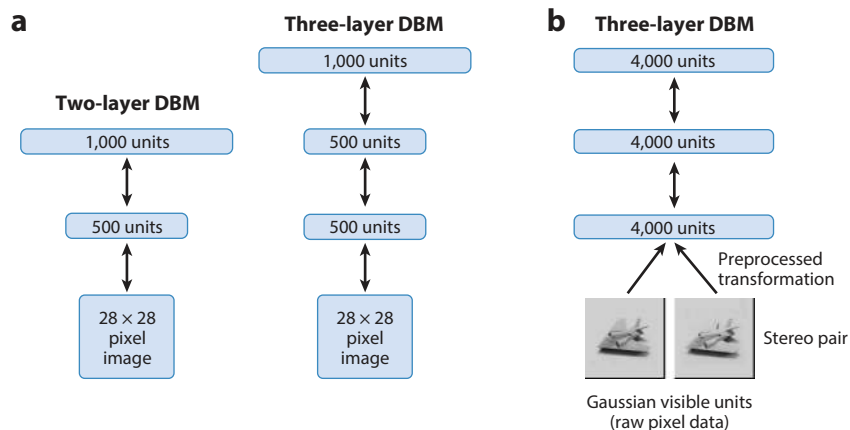 a
Two-layer DBM
1,000 units
500 units
28 × 28
pixel
image
Three-layer DBM
1,000 units
500 units
500 units
28 × 28
pixel
image
b
Three-layer DBM
4,000 units
4,000 units
4,000 units
Preprocessed
transformation
Stereo pair
Gaussian visible units
(raw pixel data)